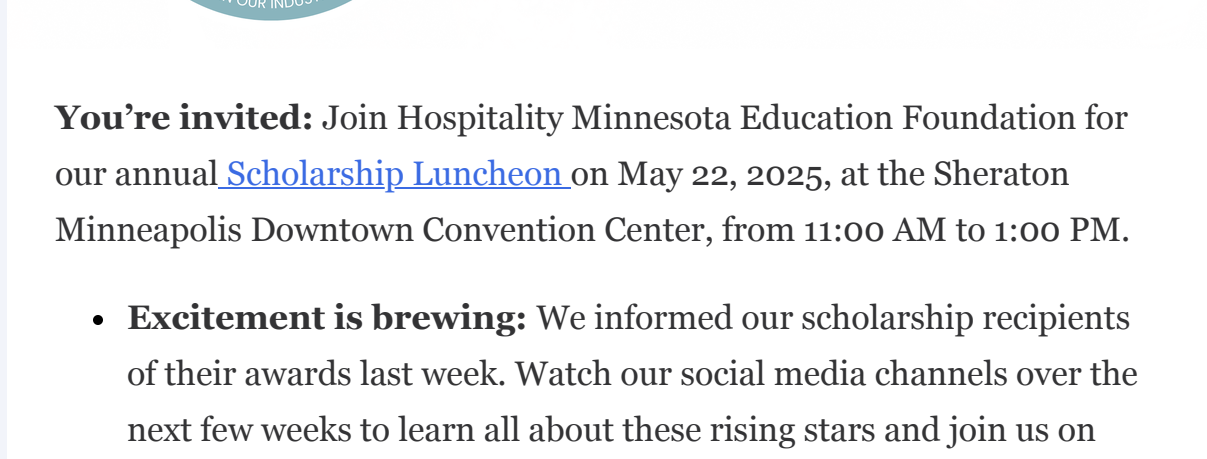 OUR INDUST
You're invited: Join Hospitality Minnesota Education Foundation for
our annual Scholarship Luncheon on May 22, 2025, at the Sheraton
Minneapolis Downtown Convention Center, from 11:00 AM to 1:00 PM.
• Excitement is brewing: We informed our scholarship recipients
of their awards last week. Watch our social media channels over the
next few weeks to learn all about these rising stars and join us on